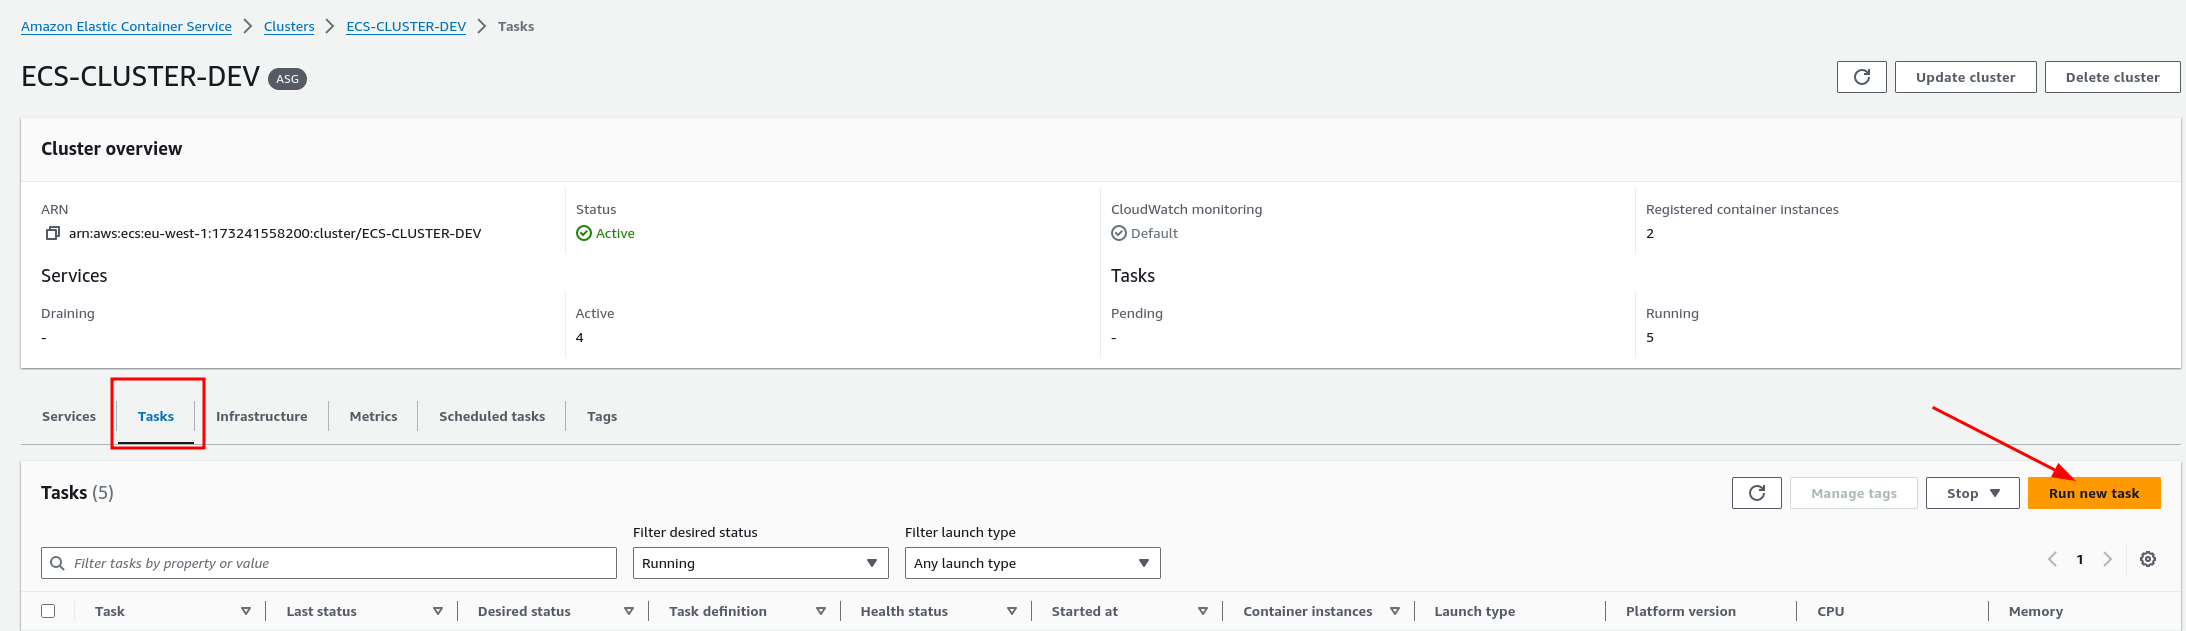 Amazon Elastic Container Service > Clusters > ECS-CLUSTER-DEV > Tasks
ECS-CLUSTER-DEV ASG
Update cluster Delete cluster
Cluster overview
ARN Status CloudWatch monitoring Registered container instances
arn:aws:ecs:eu-west-1:173241558200:cluster/ECS-CLUSTER-DEV Active Default 2
Services Tasks
Draining Active Pending Running
- 4 - 5
Services Tasks Infrastructure Metrics Scheduled tasks Tags
Tasks (5) Manage tags Stop Run new task
Filter desired status Filter launch type
Filter tasks by property or value Running Any launch type 1
Task Last status Desired status Task definition Health status Started at Container instances Launch type Platform version CPU Memory